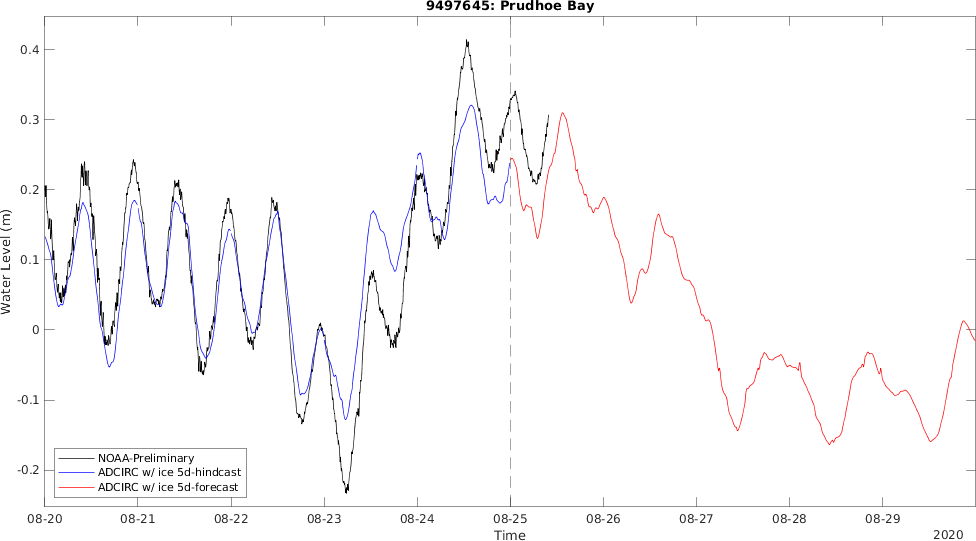 9497645: Prudhoe Bay
Water Level (m)
0.4
0.3
0.2
0.1
0
-0.1
-0.2
NOAA-Preliminary
ADCIRC w/ ice 5d-hindcast
ADCIRC w/ ice 5d-forecast
08-20 08-21 08-22 08-23 08-24 08-25 08-26 08-27 08-28 08-29
Time
2020